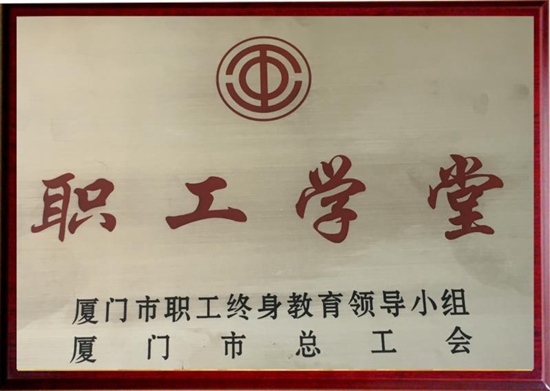 职工学堂
厦门市职工终身教育领导小组
厦门市总工会